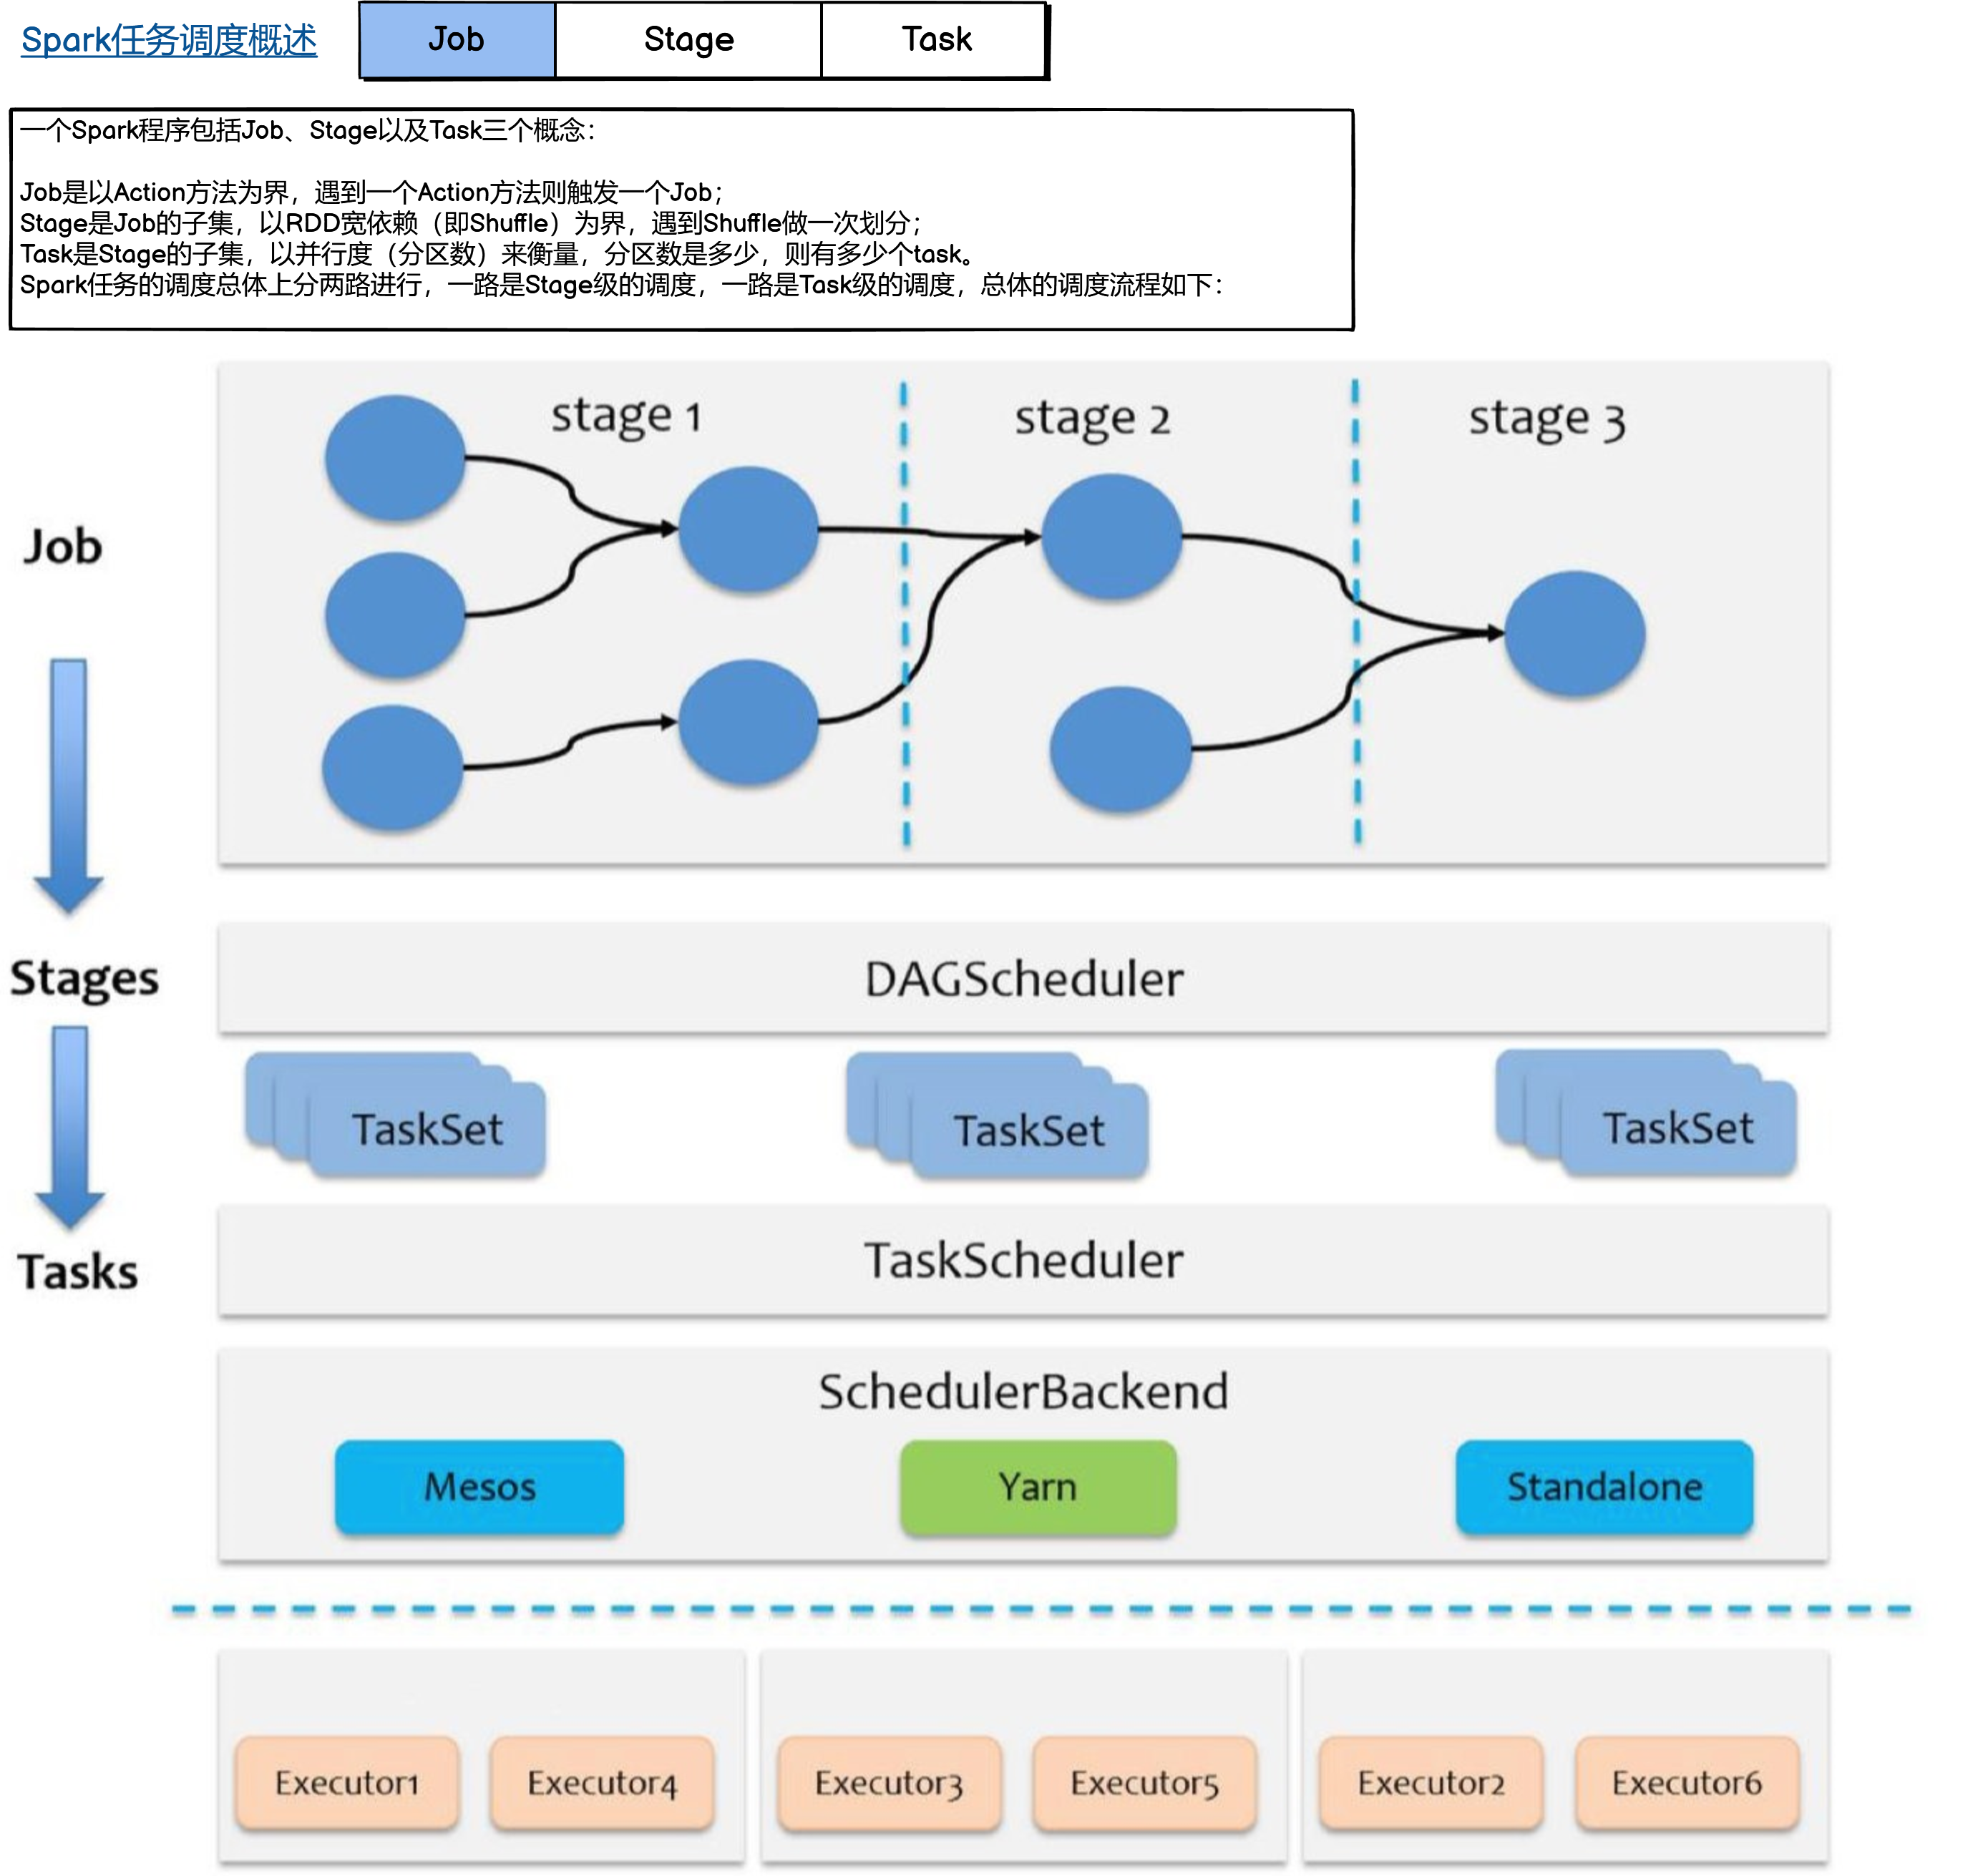 Spark任务调度概述
Job
Stage
Task
一个Spark程序包括Job、Stage以及Task三个概念：
Job是以Action方法为界，遇到一个Action方法则触发一个Job；
Stage是Job的子集，以RDD宽依赖（即Shuffle）为界，遇到Shuffle做一次划分；
Task是Stage的子集，以并行度（分区数）来衡量，分区数是多少，则有多少个task。
Spark任务的调度总体上分两路进行，一路是Stage级的调度，一路是Task级的调度，总体的调度流程如下：
stage 1
stage 2
stage 3
Job
Stages
DAGScheduler
TaskSet
TaskSet
TaskSet
Tasks
TaskScheduler
SchedulerBackend
Mesos
Yarn
Standalone
Executor1
Executor4
Executor3
Executor5
Executor2
Executor6